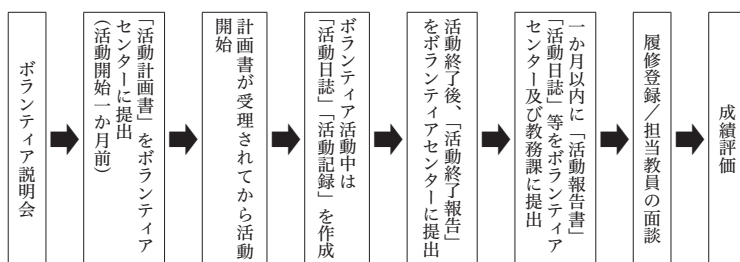 ボランティア説明会
「活動計画書」をボランティア
センターに提出
（活動開始一か月前）
計画書が受理されてから活動
開始
ボランティア活動中は
「活動日誌」「活動記録」を作成
活動終了後、「活動終了報告」
をボランティアセンターに提出
一か月以内に「活動報告書」
「活動日誌」等をボランティア
センター及び教務課に提出
履修登録／担当教員の面談
成績評価